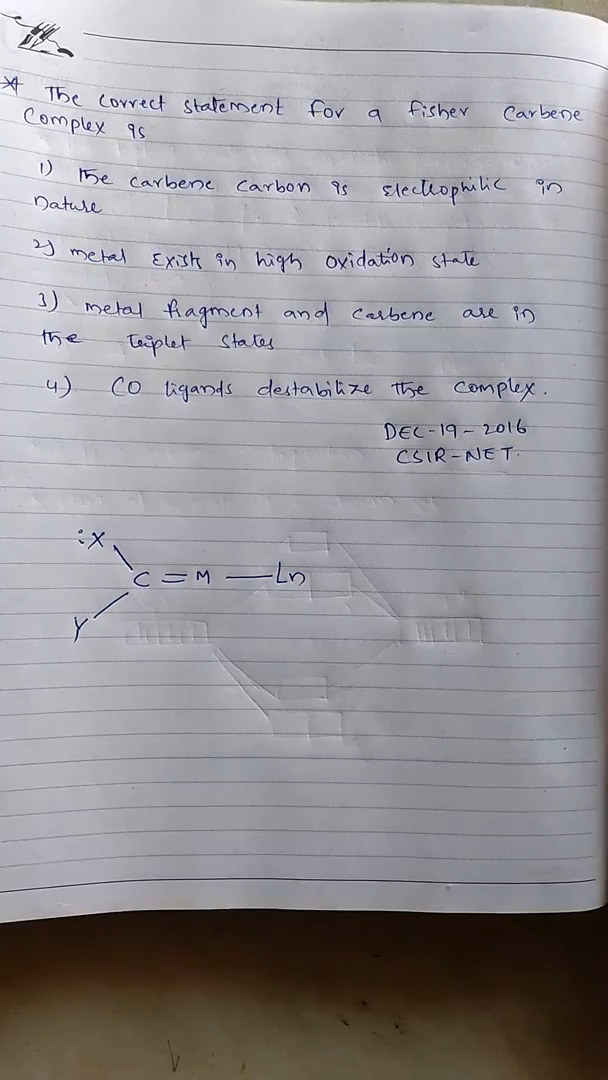 * The correct statement for a fisher carbene
Complex is
1) The carbene carbon is Electrophilic in
nature
2) metal Exists in high oxidation state
3) metal fragment and carbene are in
the triplet states
4) CO ligands destabilize the complex.
DEC-19-2016
CSIR-NET.
:X
C = M — Ln
Y